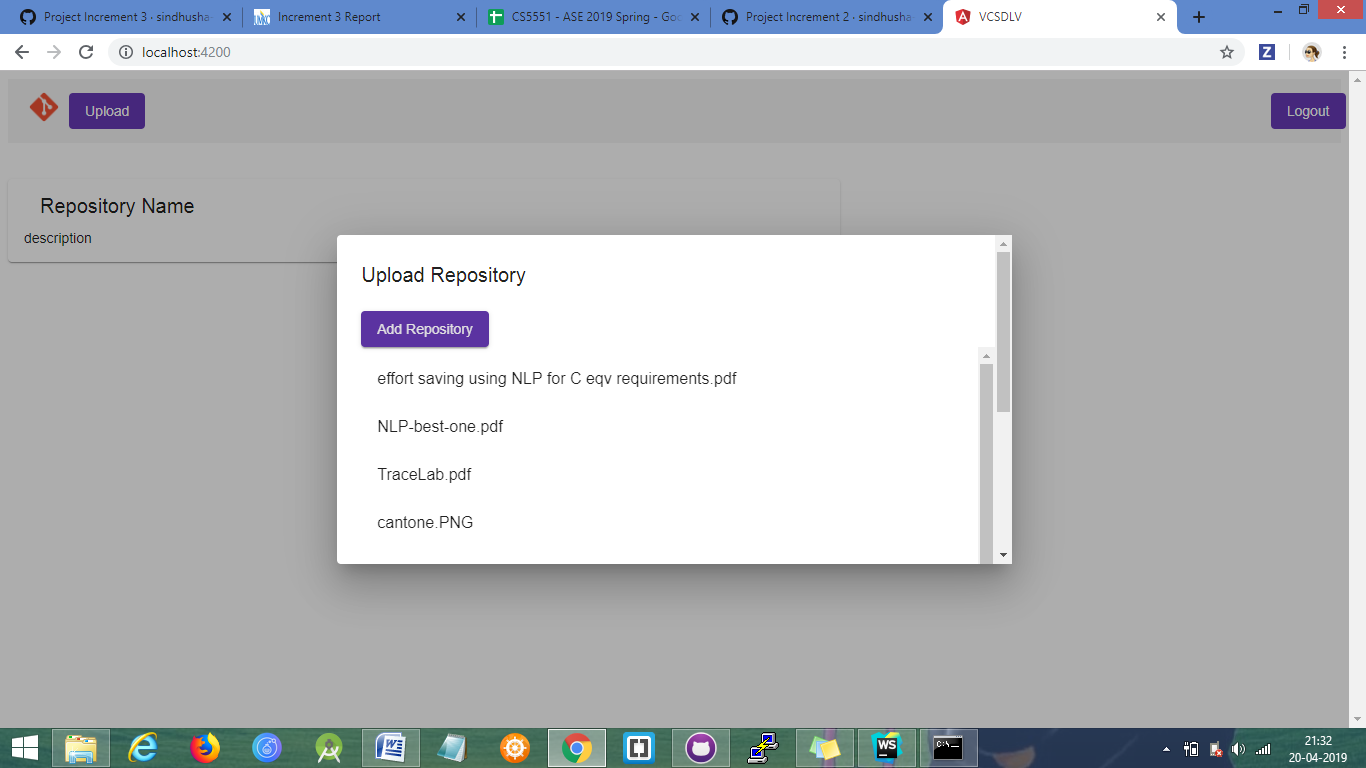 Project Increment 3 · sindhusha
Increment 3 Report
CS5551 - ASE 2019 Spring - Goo
Project Increment 2 · sindhusha
VCSDLV
localhost:4200
Z
Upload
Logout
Repository Name
description
Upload Repository
Add Repository
effort saving using NLP for C eqv requirements.pdf
NLP-best-one.pdf
TraceLab.pdf
cantone.PNG
WS
C:\
21:32
20-04-2019